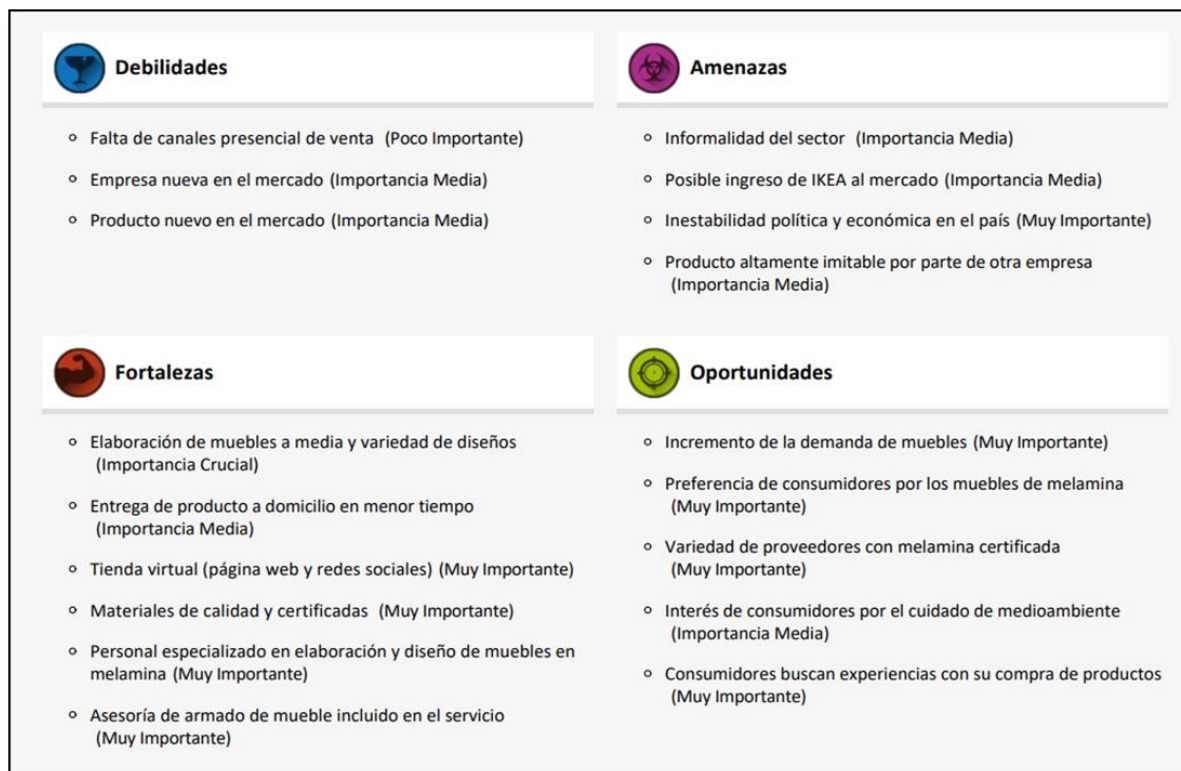 Debilidades
Falta de canales presencial de venta (Poco Importante)
Empresa nueva en el mercado (Importancia Media)
Producto nuevo en el mercado (Importancia Media)
Amenazas
Informalidad del sector (Importancia Media)
Posible ingreso de IKEA al mercado (Importancia Media)
Inestabilidad política y económica en el país (Muy Importante)
Producto altamente imitable por parte de otra empresa
(Importancia Media)
Fortalezas
Elaboración de muebles a media y variedad de diseños
(Importancia Crucial)
Entrega de producto a domicilio en menor tiempo
(Importancia Media)
Tienda virtual (página web y redes sociales) (Muy Importante)
Materiales de calidad y certificadas (Muy Importante)
Personal especializado en elaboración y diseño de muebles en
melamina (Muy Importante)
Asesoría de armado de mueble incluido en el servicio
(Muy Importante)
Oportunidades
Incremento de la demanda de muebles (Muy Importante)
Preferencia de consumidores por los muebles de melamina
(Muy Importante)
Variedad de proveedores con melamina certificada
(Muy Importante)
Interés de consumidores por el cuidado de medioambiente
(Importancia Media)
Consumidores buscan experiencias con su compra de productos
(Muy Importante)